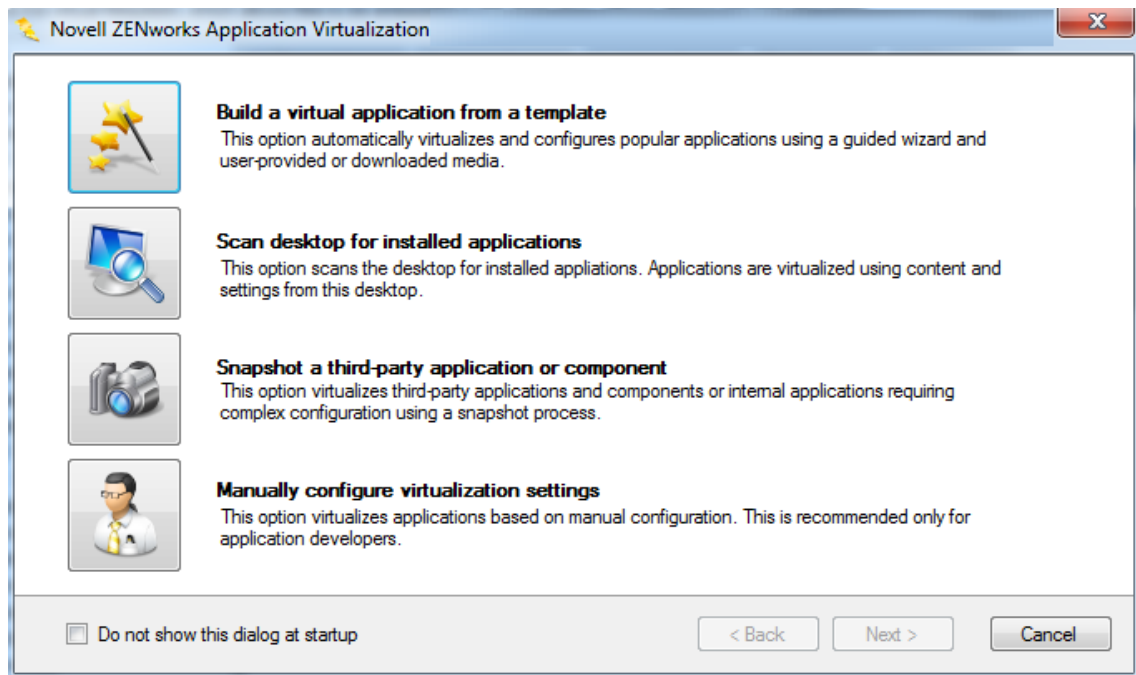 Novell ZENworks Application Virtualization
Build a virtual application from a template
This option automatically virtualizes and configures popular applications using a guided wizard and
user-provided or downloaded media.
Scan desktop for installed applications
This option scans the desktop for installed appliations. Applications are virtualized using content and
settings from this desktop.
Snapshot a third-party application or component
This option virtualizes third-party applications and components or internal applications requiring
complex configuration using a snapshot process.
Manually configure virtualization settings
This option virtualizes applications based on manual configuration. This is recommended only for
application developers.
Do not show this dialog at startup
< Back
Next >
Cancel